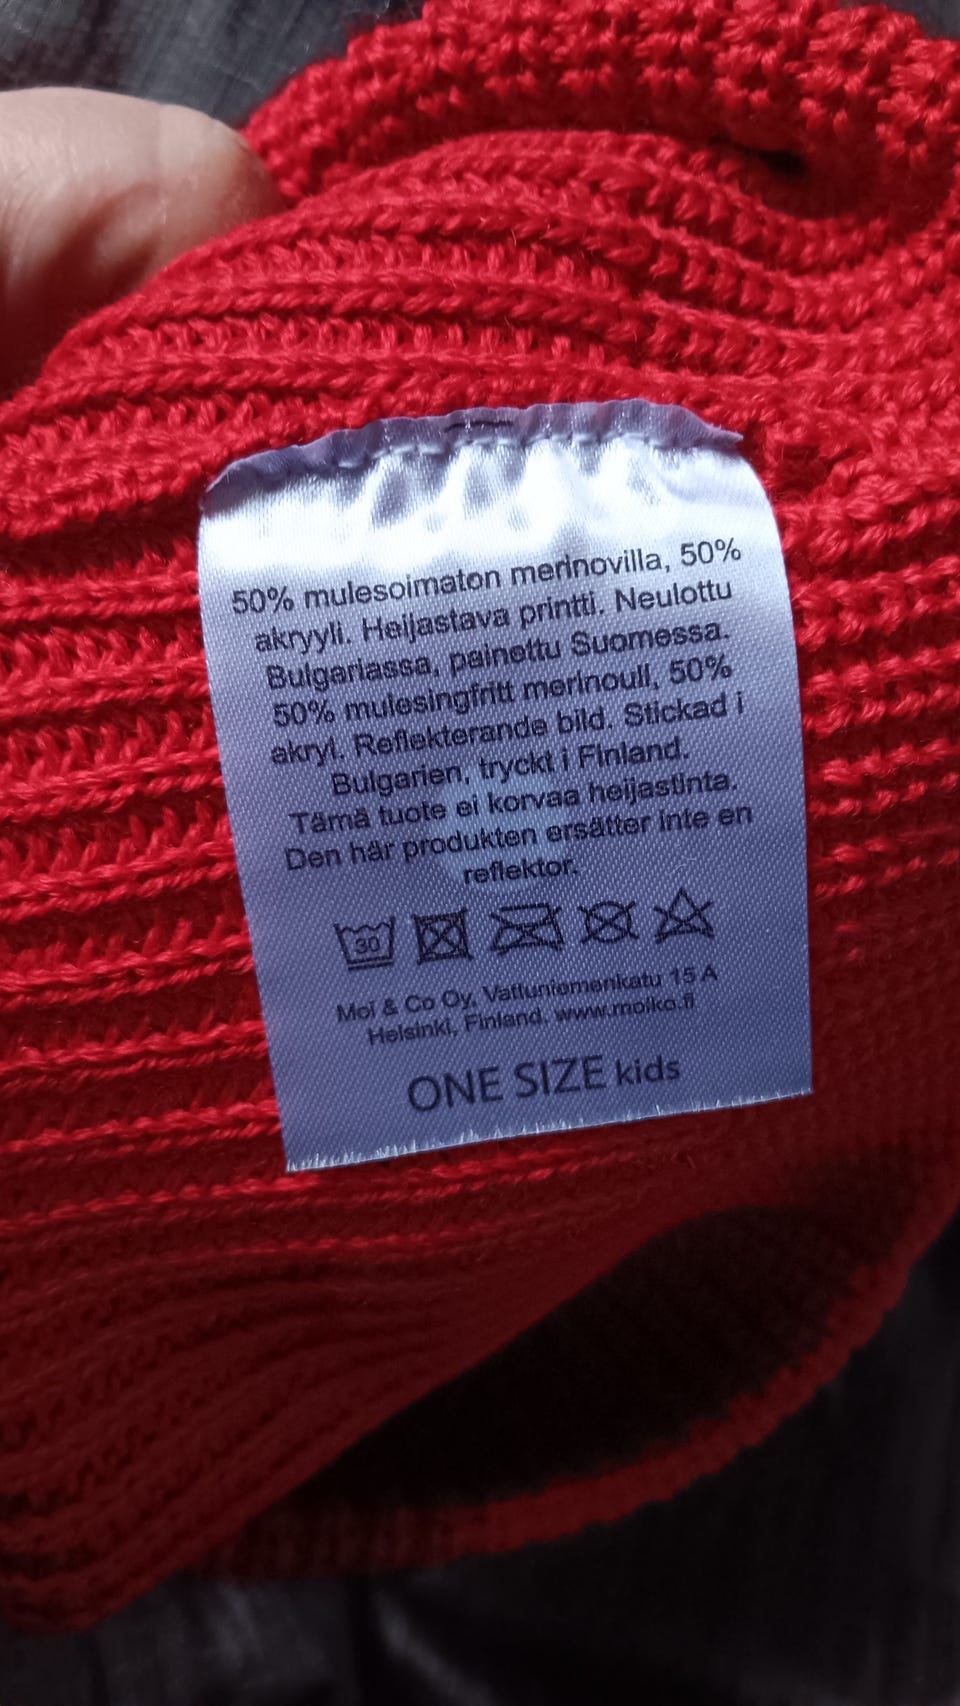 50% mulesoimaton merinovilla, 50%
akryyli. Heijastava printti. Neulottu
Bulgariassa, painettu Suomessa.
50% mulesingfritt merinoull, 50%
akryl. Reflekterande bild. Stickad i
Bulgarien, tryckt i Finland.
Tämä tuote ei korvaa heijastinta.
Den här produkten ersätter inte en
reflektor.
30
Moi & Co Oy, Vattuniemenkatu 15 A
Helsinki, Finland. www.moiko.fi
ONE SIZE kids